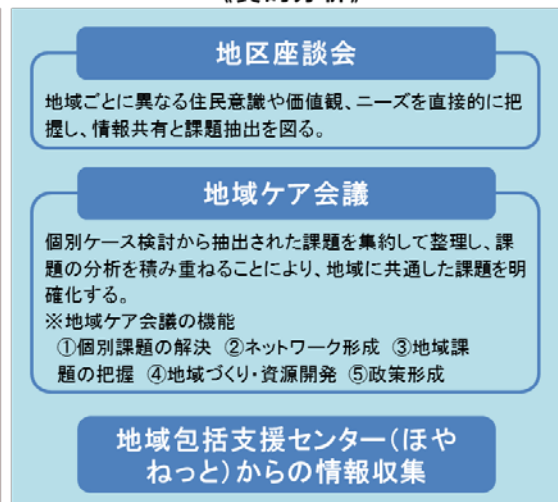 地区座談会
地域ごとに異なる住民意識や価値観、ニーズを直接的に把
握し、情報共有と課題抽出を図る。
地域ケア会議
個別ケース検討から抽出された課題を集約して整理し、課
題の分析を積み重ねることにより、地域に共通した課題を明
確化する。
※地域ケア会議の機能
①個別課題の解決 ②ネットワーク形成 ③地域課
題の把握 ④地域づくり・資源開発 ⑤政策形成
地域包括支援センター(ほや
ねっと)からの情報収集